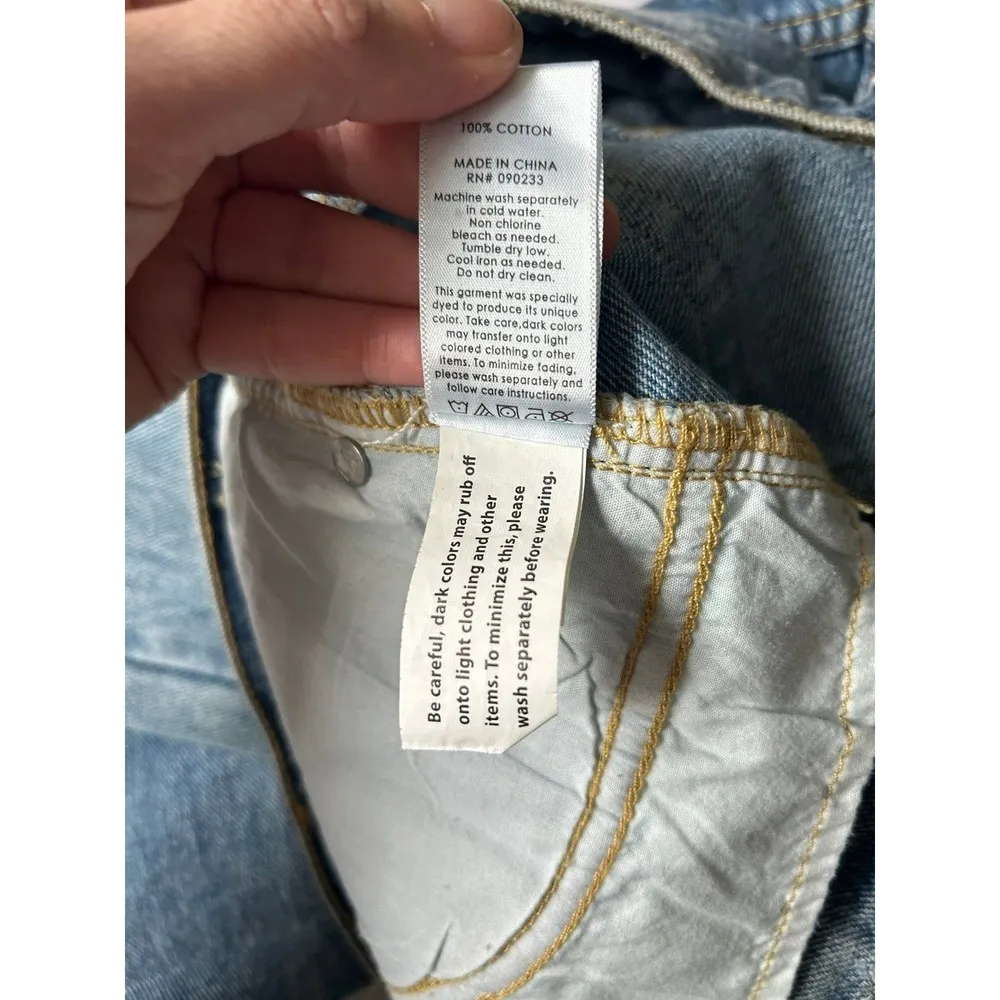 100% COTTON
MADE IN CHINA
RN# 090233
Machine wash separately
in cold water.
Non chlorine
bleach as needed.
Tumble dry low.
Cool iron as needed.
Do not dry clean.
This garment was specially
dyed to produce its unique
color. Take care,dark colors
may transfer onto light
colored clothing or other
items. To minimize fading,
please wash separately and
follow care instructions.
Be careful, dark colors may rub off
onto light clothing and other
items. To minimize this, please
wash separately before wearing.